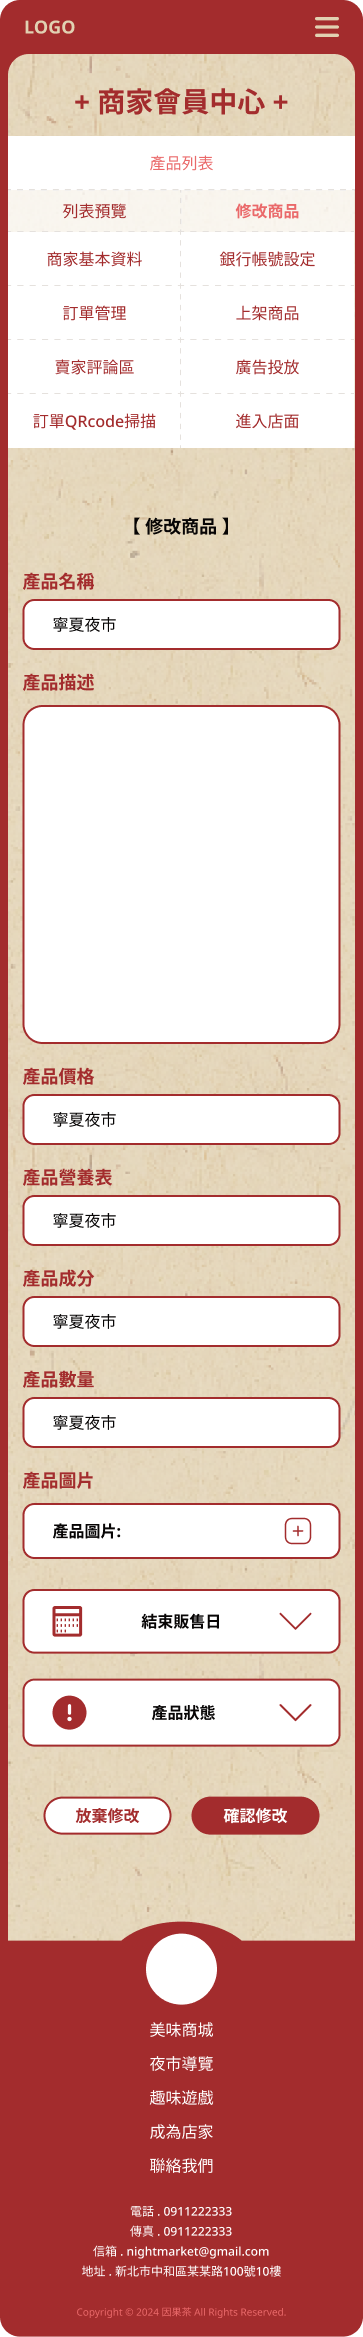 LOGO
+ 商家會員中心 +
產品列表
列表預覽
修改商品
商家基本資料
銀行帳號設定
訂單管理
上架商品
賣家評論區
廣告投放
訂單QRcode掃描
進入店面
【 修改商品 】
產品名稱
寧夏夜市
產品描述
產品價格
寧夏夜市
產品營養表
寧夏夜市
產品成分
寧夏夜市
產品數量
寧夏夜市
產品圖片
產品圖片:
結束販售日
產品狀態
放棄修改
確認修改
美味商城
夜市導覽
趣味遊戲
成為店家
聯絡我們
電話 . 0911222333
傳真 . 0911222333
信箱 . nightmarket@gmail.com
地址 . 新北市中和區某某路100號10樓
Copyright © 2024 因果茶 All Rights Reserved.